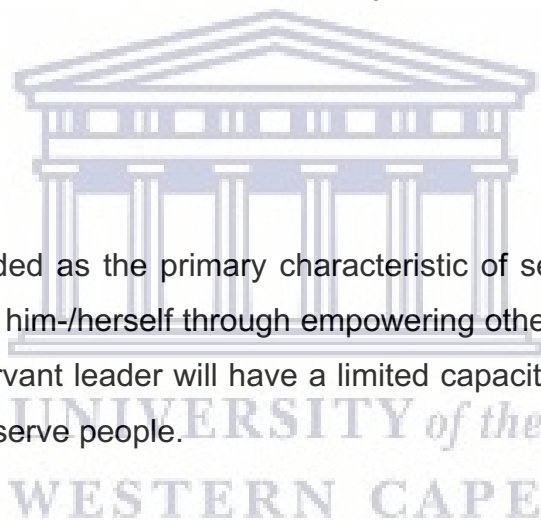 ded as the primary characteristic of se
him-/herself through empowering othe
rvant leader will have a limited capacit
serve people.
UNIVERSITY of the
WESTERN CAPE